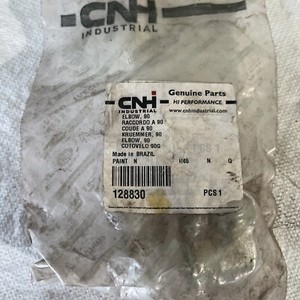 CNH
INDUSTRIAL
CNH
INDUSTRIAL
Genuine Parts
HI PERFORMANCE.
www.cnhindustrial.com
ELBOW, 90
RACCORDO A 90
COUDE A 90
KRUEMMER, 90
ELBOW, 90
COTOVELO 90G
Made in BRAZIL
PAINT N N Q
128830 PCS 1